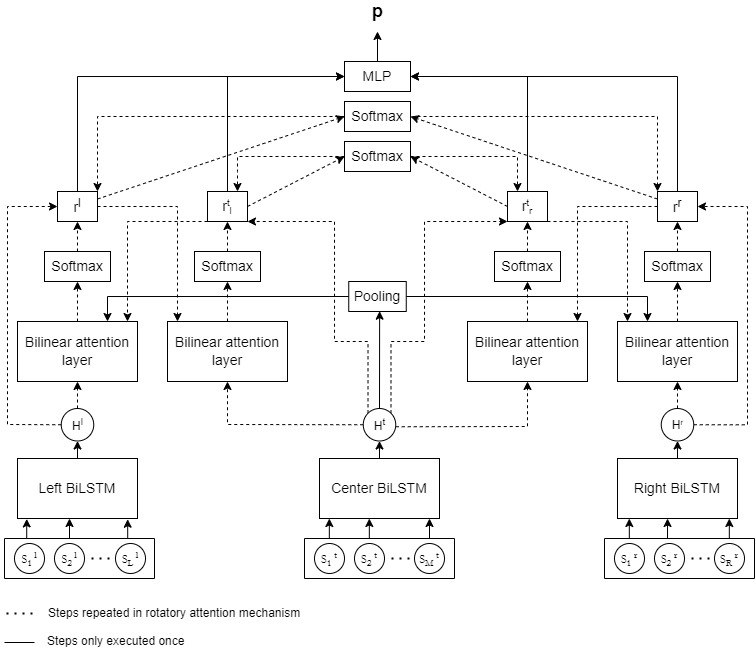 p
MLP
Softmax
Softmax
r^l r_l^t r_r^t r^r
Softmax Softmax Softmax Softmax
Pooling
Bilinear attention Bilinear attention Bilinear attention Bilinear attention
layer layer layer layer
H^l H^t H^r
Left BiLSTM Center BiLSTM Right BiLSTM
S_1^l S_2^l ··· S_L^l S_1^t S_2^t ··· S_M^t S_1^r S_2^r ··· S_R^r
Steps repeated in rotatory attention mechanism
Steps only executed once